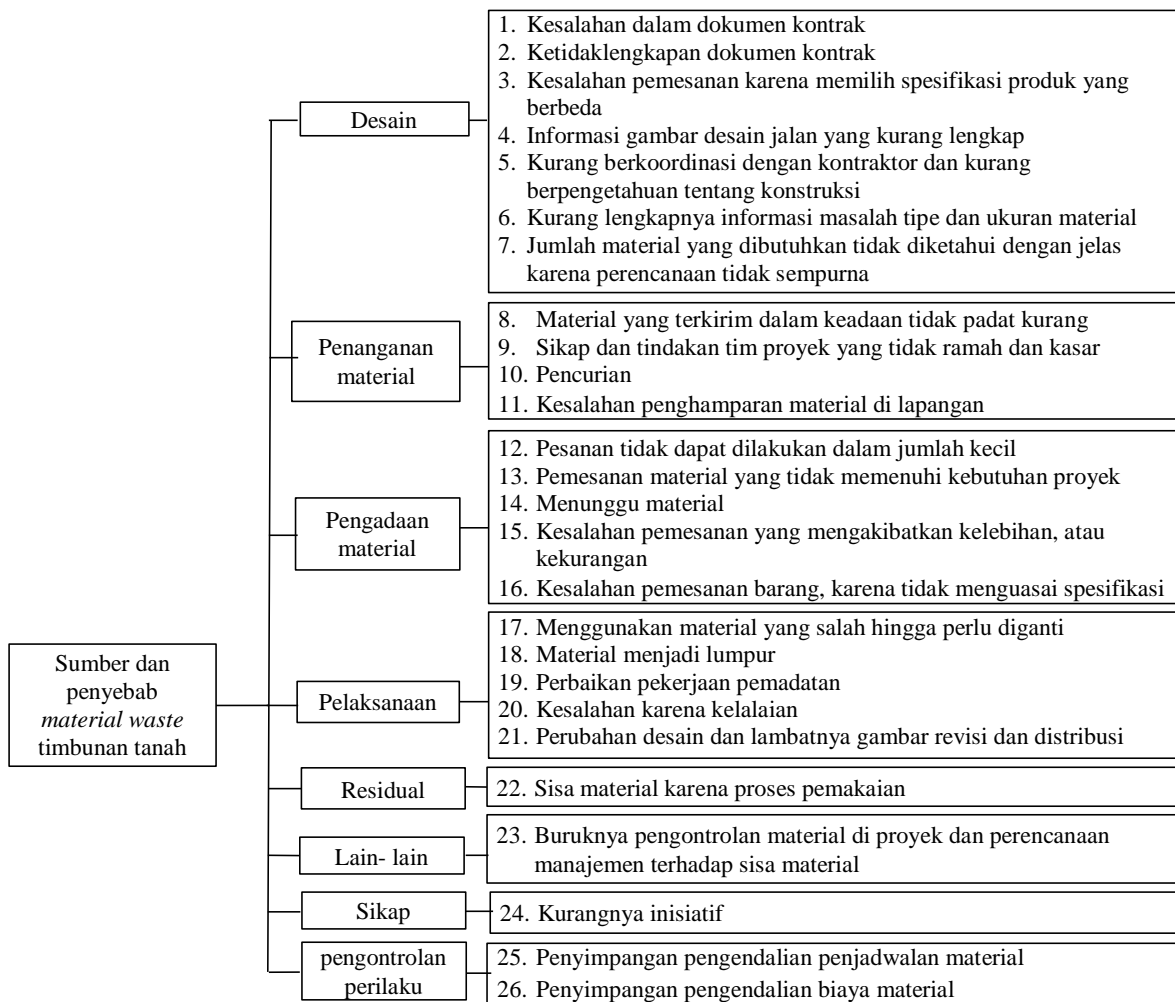 Sumber dan
penyebab
material waste
timbunan tanah
Desain
1. Kesalahan dalam dokumen kontrak
2. Ketidaklengkapan dokumen kontrak
3. Kesalahan pemesanan karena memilih spesifikasi produk yang
berbeda
4. Informasi gambar desain jalan yang kurang lengkap
5. Kurang berkoordinasi dengan kontraktor dan kurang
berpengetahuan tentang konstruksi
6. Kurang lengkapnya informasi masalah tipe dan ukuran material
7. Jumlah material yang dibutuhkan tidak diketahui dengan jelas
karena perencanaan tidak sempurna
Penanganan
material
8. Material yang terkirim dalam keadaan tidak padat kurang
9. Sikap dan tindakan tim proyek yang tidak ramah dan kasar
10. Pencurian
11. Kesalahan penghamparan material di lapangan
Pengadaan
material
12. Pesanan tidak dapat dilakukan dalam jumlah kecil
13. Pemesanan material yang tidak memenuhi kebutuhan proyek
14. Menunggu material
15. Kesalahan pemesanan yang mengakibatkan kelebihan, atau
kekurangan
16. Kesalahan pemesanan barang, karena tidak menguasai spesifikasi
Pelaksanaan
17. Menggunakan material yang salah hingga perlu diganti
18. Material menjadi lumpur
19. Perbaikan pekerjaan pemadatan
20. Kesalahan karena kelalaian
21. Perubahan desain dan lambatnya gambar revisi dan distribusi
Residual
22. Sisa material karena proses pemakaian
Lain- lain
23. Buruknya pengontrolan material di proyek dan perencanaan
manajemen terhadap sisa material
Sikap
24. Kurangnya inisiatif
pengontrolan
perilaku
25. Penyimpangan pengendalian penjadwalan material
26. Penyimpangan pengendalian biaya material